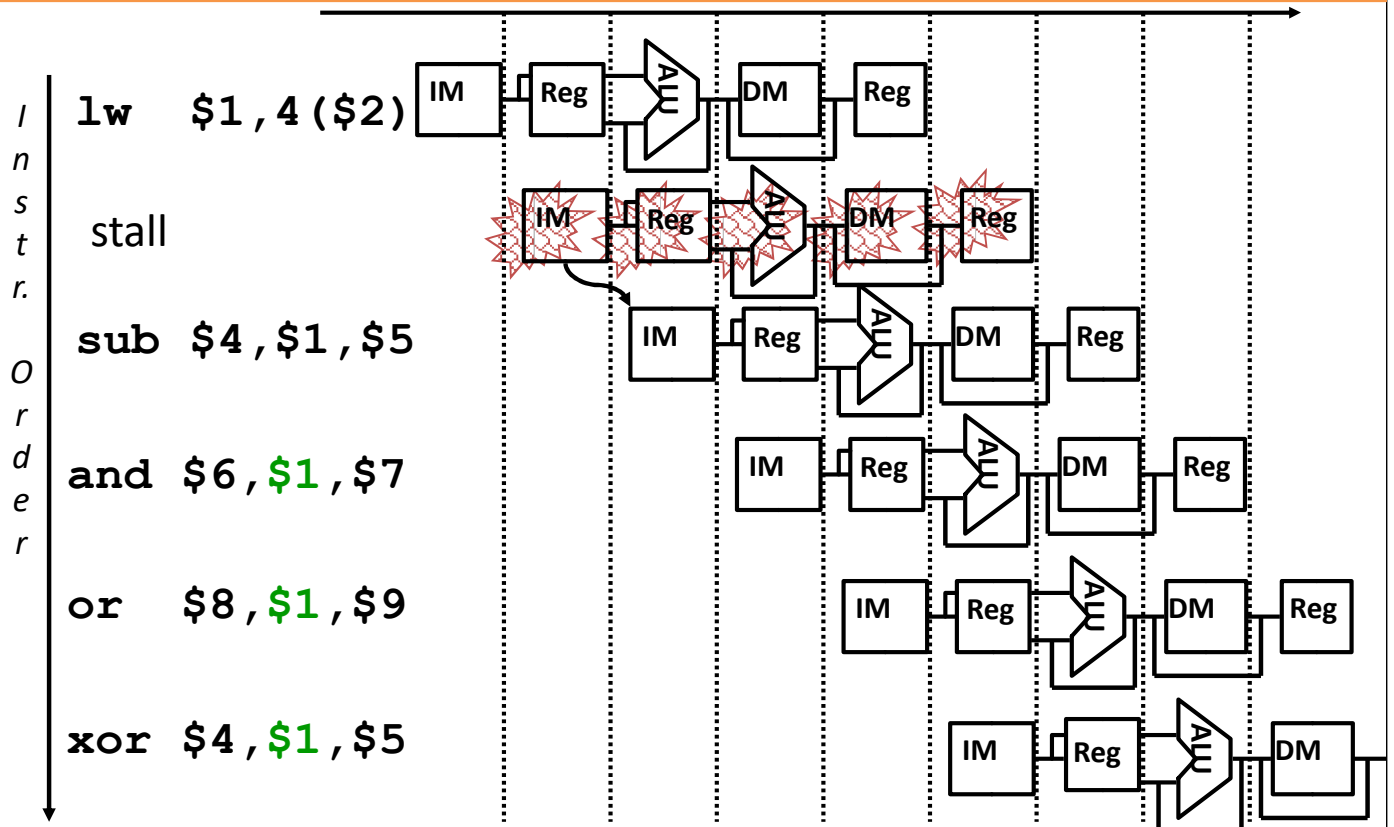 Instr. Order
lw $1,4($2) IM Reg ALU DM Reg
stall IM Reg ALU DM Reg
sub $4,$1,$5 IM Reg ALU DM Reg
and $6,$1,$7 IM Reg ALU DM Reg
or $8,$1,$9 IM Reg ALU DM Reg
xor $4,$1,$5 IM Reg ALU DM